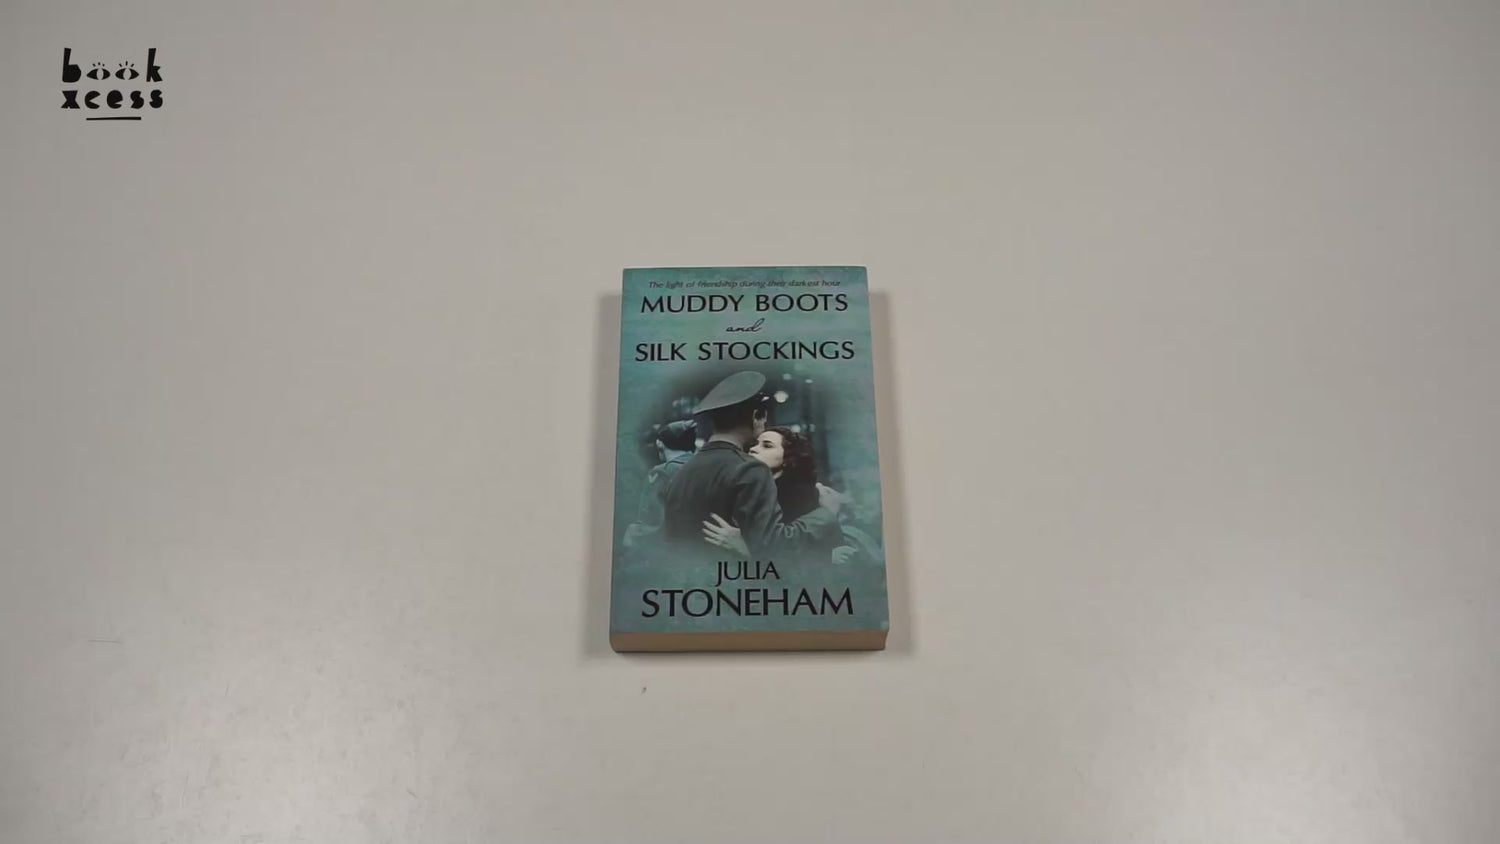 book
xcess
The light of friendship during their darkest hour
MUDDY BOOTS
and
SILK STOCKINGS
JULIA
STONEHAM